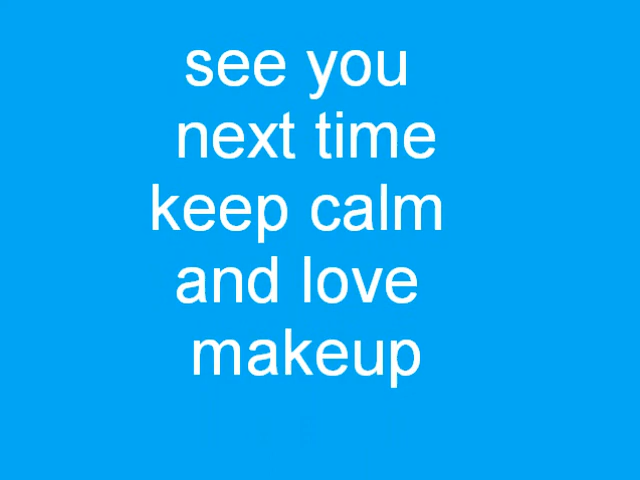 see you
next time
keep calm
and love
makeup